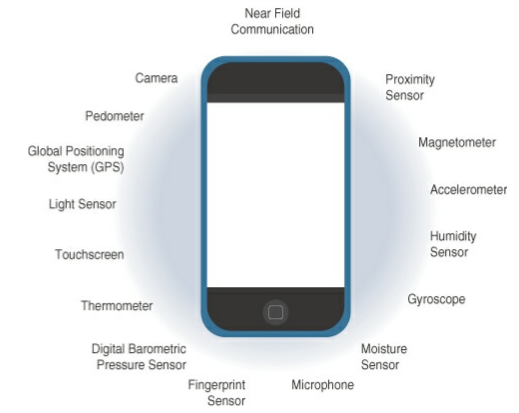 Near Field
Communication
Camera
Proximity
Sensor
Pedometer
Magnetometer
Global Positioning
System (GPS)
Accelerometer
Light Sensor
Humidity
Sensor
Touchscreen
Gyroscope
Thermometer
Digital Barometric
Pressure Sensor
Moisture
Sensor
Fingerprint
Sensor
Microphone